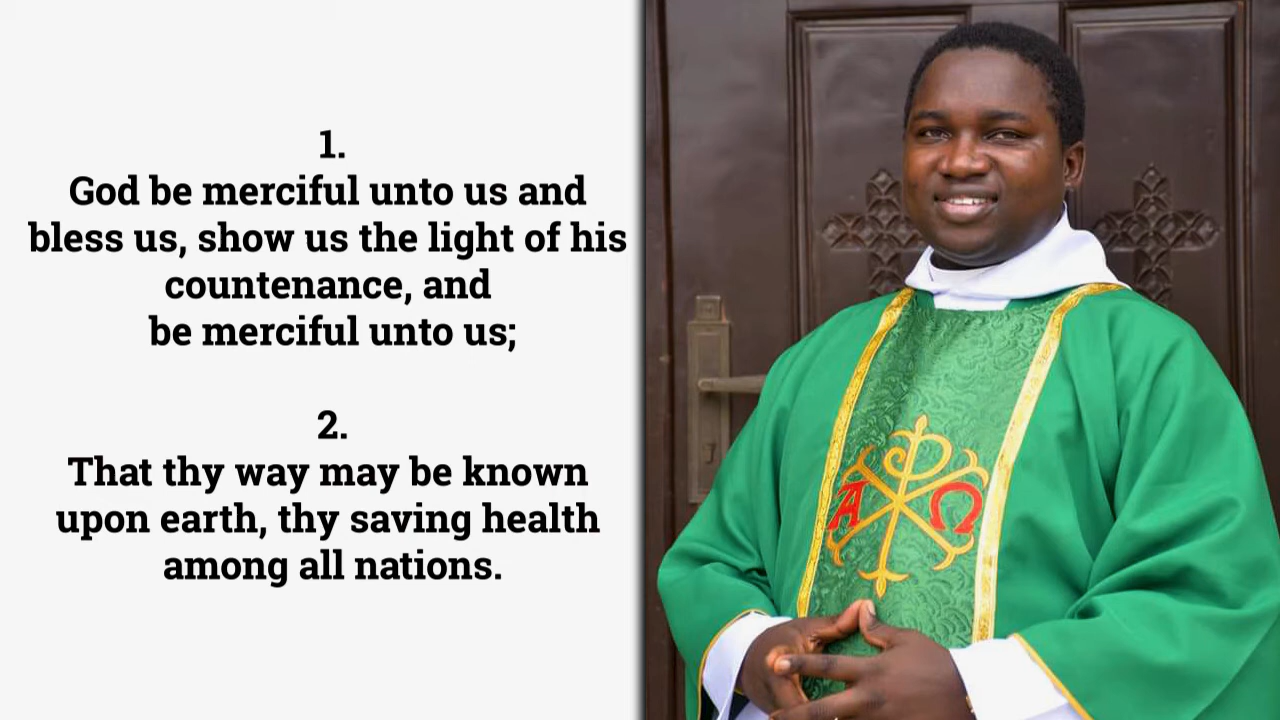 1.
God be merciful unto us and
bless us, show us the light of his
countenance, and
be merciful unto us;
2.
That thy way may be known
upon earth, thy saving health
among all nations.
Α Ω